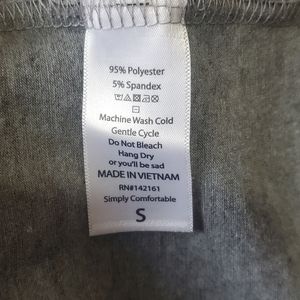 95% Polyester
5% Spandex
Machine Wash Cold
Gentle Cycle
Do Not Bleach
Hang Dry
or you'll be sad
MADE IN VIETNAM
RN#142161
Simply Comfortable
S